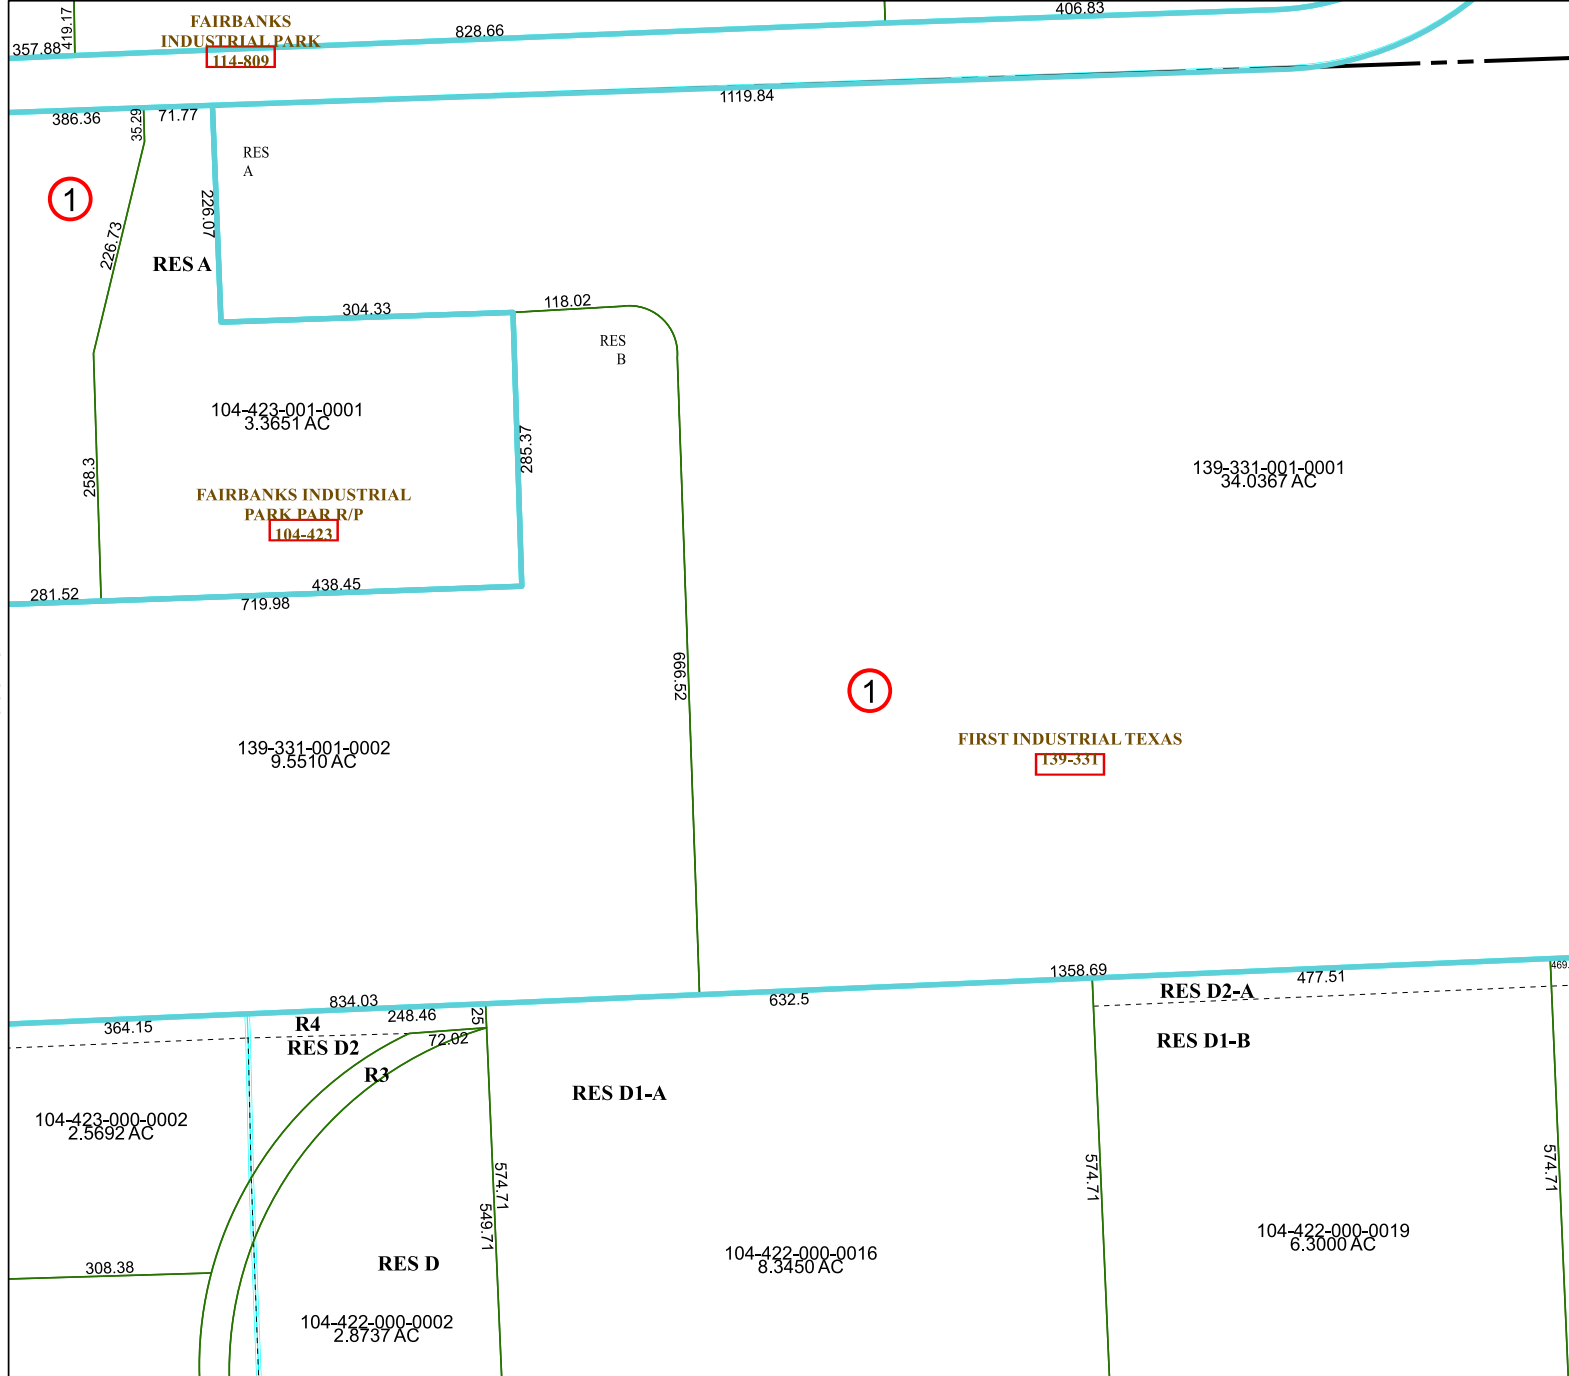 419.17
FAIRBANKS
INDUSTRIAL PARK
114-809
357.88
828.66
406.83
386.36
35.29
71.77
1119.84
RES
A
1
226.07
226.73
RES A
304.33
118.02
RES
B
104-423-001-0001
3.3651 AC
258.3
285.37
139-331-001-0001
34.0367 AC
FAIRBANKS INDUSTRIAL
PARK PAR R/P
104-423
281.52
438.45
719.98
666.52
1
139-331-001-0002
9.5510 AC
FIRST INDUSTRIAL TEXAS
139-331
834.03
1358.69
469.
364.15
R4
248.46
25
632.5
RES D2-A
477.51
RES D2
72.02
RES D1-B
R3
RES D1-A
104-423-000-0002
2.5692 AC
574.71
549.71
574.71
574.71
104-422-000-0016
8.3450 AC
104-422-000-0019
6.3000 AC
308.38
RES D
104-422-000-0002
2.8737 AC